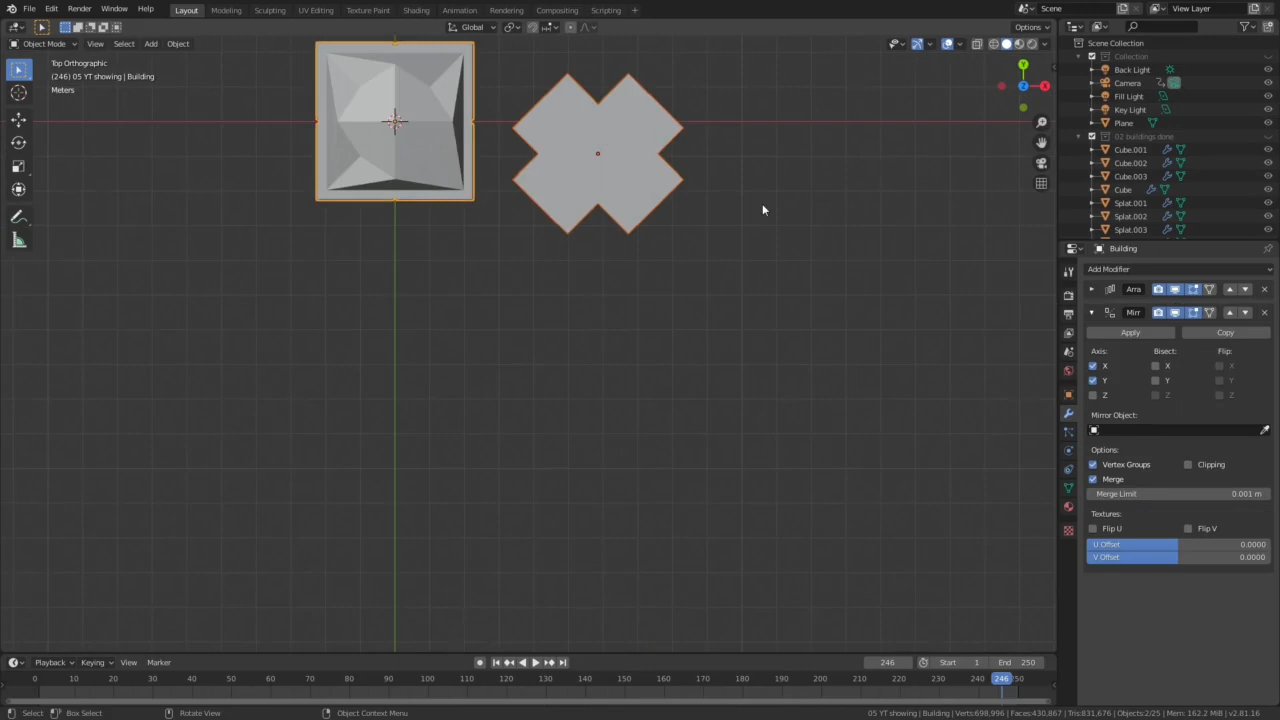 File Edit Render Window Help Layout Modeling Sculpting UV Editing Texture Paint Shading Animation Rendering Compositing Scripting + Scene View Layer
Global Options
Object Mode View Select Add Object
Top Orthographic
(246) 05 YT showing | Building
Meters
Y
X
Z
Scene Collection
Collection
Back Light
Camera
Fill Light
Key Light
Plane
02 buildings done
Cube.001
Cube.002
Cube.003
Cube
Splat.001
Splat.002
Splat.003
Building
Add Modifier
Arra
Mirr
Apply Copy
Axis: Bisect: Flip:
X X X
Y Y Y
Z Z Z
Mirror Object:
Options:
Vertex Groups Clipping
Merge
Merge Limit 0.001 m
Textures:
Flip U Flip V
U Offset 0.0000
V Offset 0.0000
Playback Keying View Marker 246 Start 1 End 250
0 10 20 30 40 50 60 70 80 90 100 110 120 130 140 150 160 170 180 190 200 210 220 230 240 246 250
Select Box Select Rotate View Object Context Menu 05 YT showing | Building | Verts:698,996 | Faces:430,867 | Tris:831,676 | Objects:2/25 | Mem: 162.2 MiB | v2.81.16